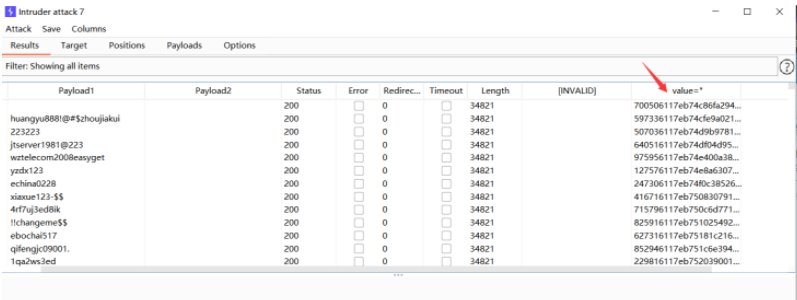 Intruder attack 7
Attack Save Columns
Results Target Positions Payloads Options
Filter: Showing all items
?
Payload1 Payload2 Status Error Redirec... Timeout Length [INVALID] value=*
200 0 34821 700506117eb74c86fa294...
huangyu888!@#$zhoujiakui 200 0 34821 597336117eb74cfe9a021...
223223 200 0 34821 507036117eb74d9b9781...
jtserver1981@223 200 0 34821 640516117eb74df04d95...
wztelecom2008easyget 200 0 34821 975956117eb74e400a38...
yzdx123 200 0 34821 127576117eb74e8a6307...
echina0228 200 0 34821 247306117eb74f0c38526...
xiaxue123-$$ 200 0 34821 416716117eb750830791...
4rf7uj3ed8ik 200 0 34821 715796117eb750c6d771...
!!changeme$$ 200 0 34821 825916117eb751025492...
ebochai517 200 0 34821 627316117eb75181c216...
qifengjc09001. 200 0 34821 852946117eb751c6e394...
1qa2ws3ed 200 0 34821 229816117eb752039001...